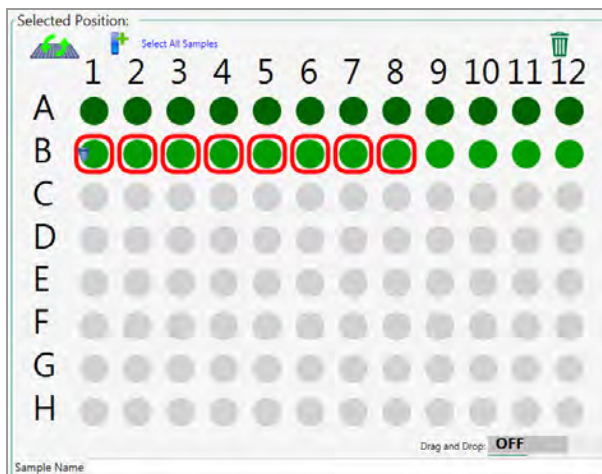 Selected Position:
Select All Samples
1 2 3 4 5 6 7 8 9 10 11 12
A
B
C
D
E
F
G
H
Drag and Drop: OFF
Sample Name